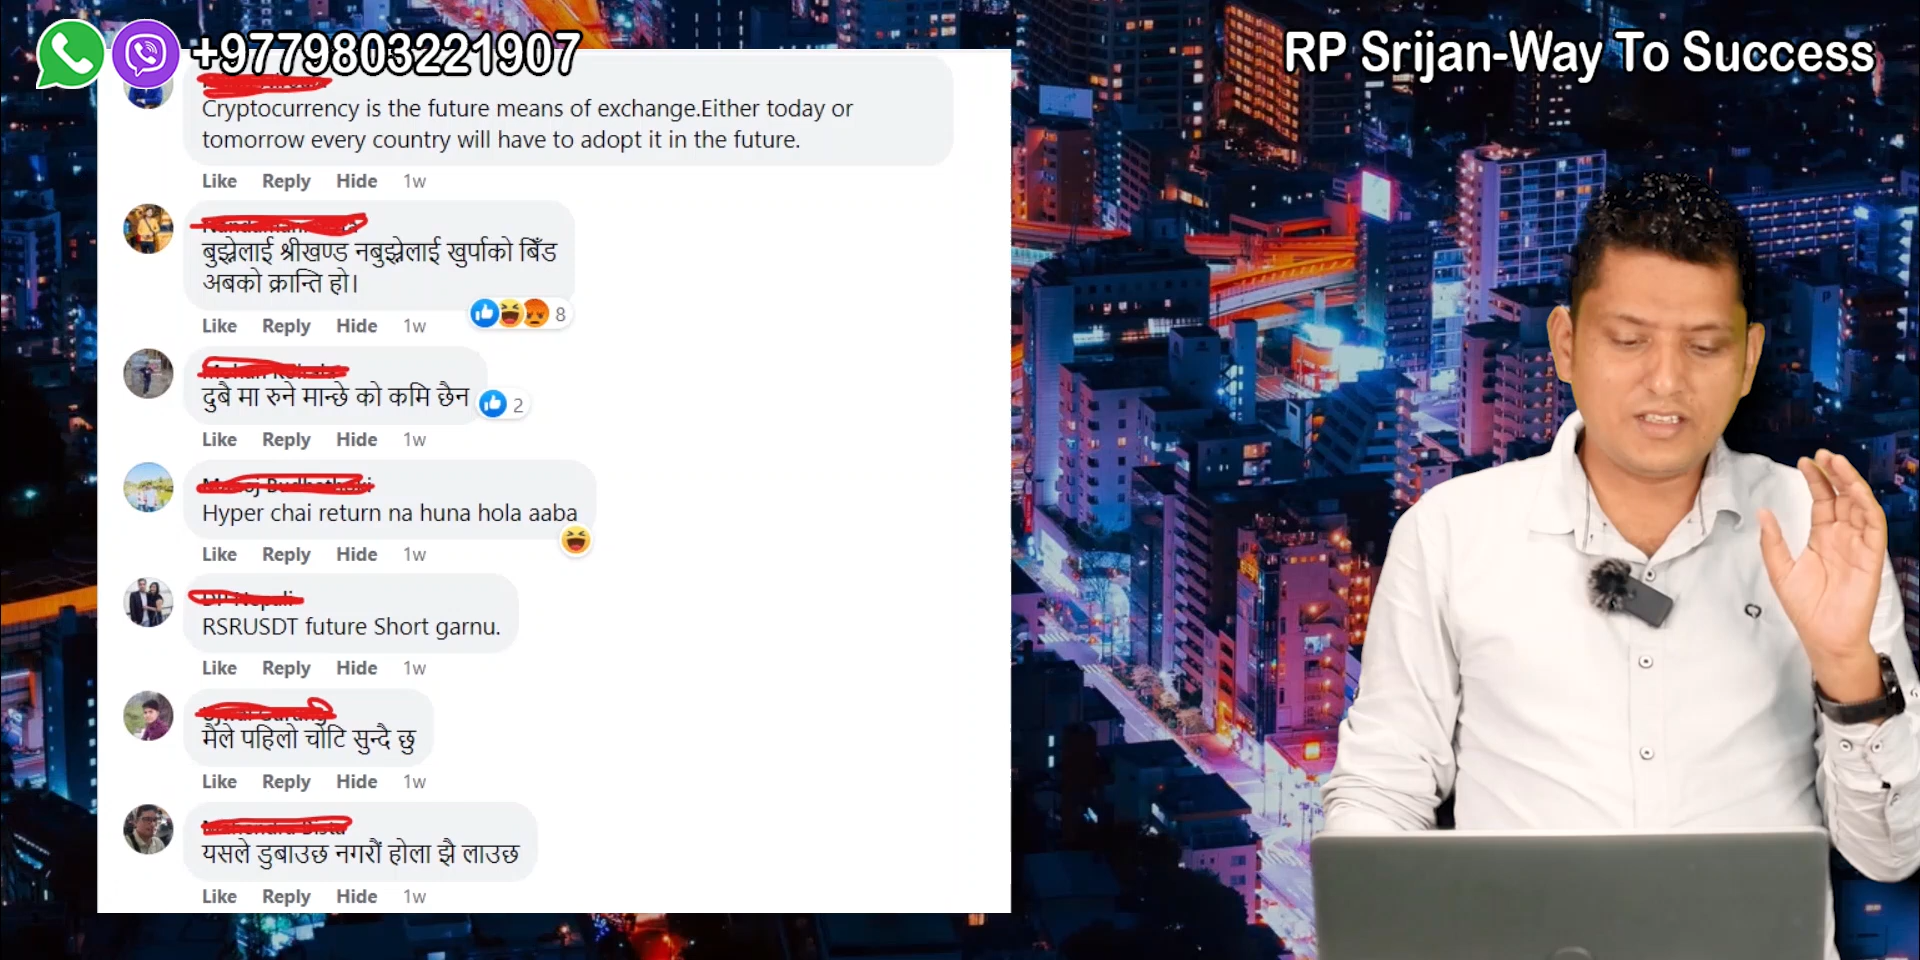 +9779803221907
RP Srijan-Way To Success
Cryptocurrency is the future means of exchange.Either today or
tomorrow every country will have to adopt it in the future.
Like Reply Hide 1w
बुझ्नेलाई श्रीखण्ड नबुझ्नेलाई खुर्पाको बिँड
अबको क्रान्ति हो।
8
Like Reply Hide 1w
दुबै मा रुने मान्छे को कमि छैन
2
Like Reply Hide 1w
Hyper chai return na huna hola aaba
Like Reply Hide 1w
RSRUSDT future Short garnu.
Like Reply Hide 1w
मैले पहिलो चोटि सुन्दै छु
Like Reply Hide 1w
यसले डुबाउछ नगरौं होला झै लाउछ
Like Reply Hide 1w